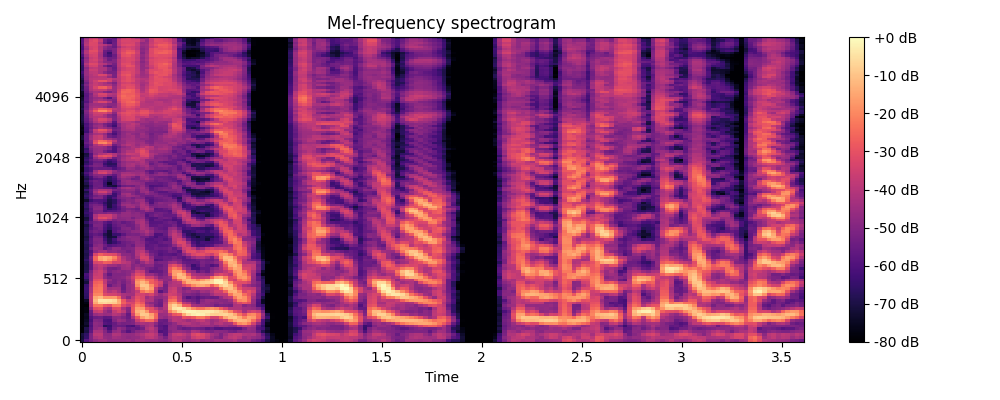 Mel-frequency spectrogram
Hz
4096
2048
1024
512
0
0
0.5
1
1.5
2
2.5
3
3.5
Time
+0 dB
-10 dB
-20 dB
-30 dB
-40 dB
-50 dB
-60 dB
-70 dB
-80 dB